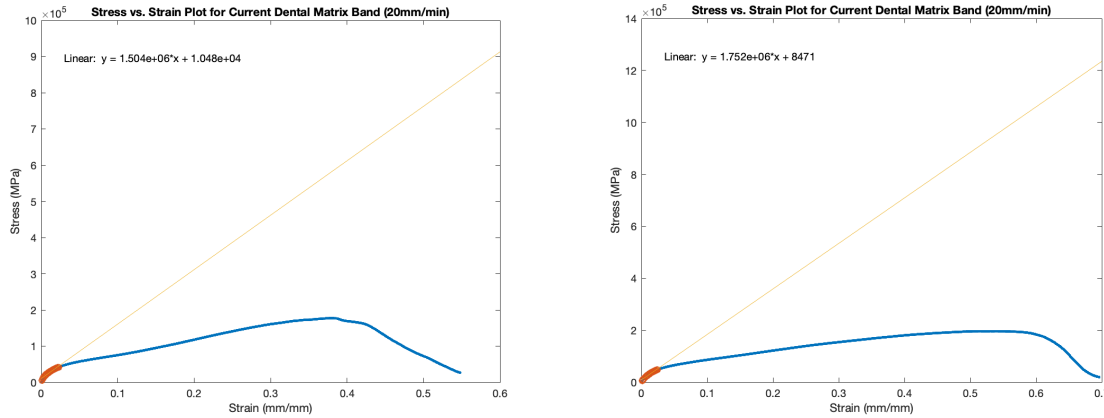 Stress vs. Strain Plot for Current Dental Matrix Band (20mm/min)
×10⁵
10
9
8
7
6
5
4
3
2
1
0
Stress (MPa)
Linear: y = 1.504e+06*x + 1.048e+04
0 0.1 0.2 0.3 0.4 0.5 0.6
Strain (mm/mm)
Stress vs. Strain Plot for Current Dental Matrix Band (20mm/min)
×10⁵
14
12
10
8
6
4
2
0
Stress (MPa)
Linear: y = 1.752e+06*x + 8471
0 0.1 0.2 0.3 0.4 0.5 0.6
Strain (mm/mm)